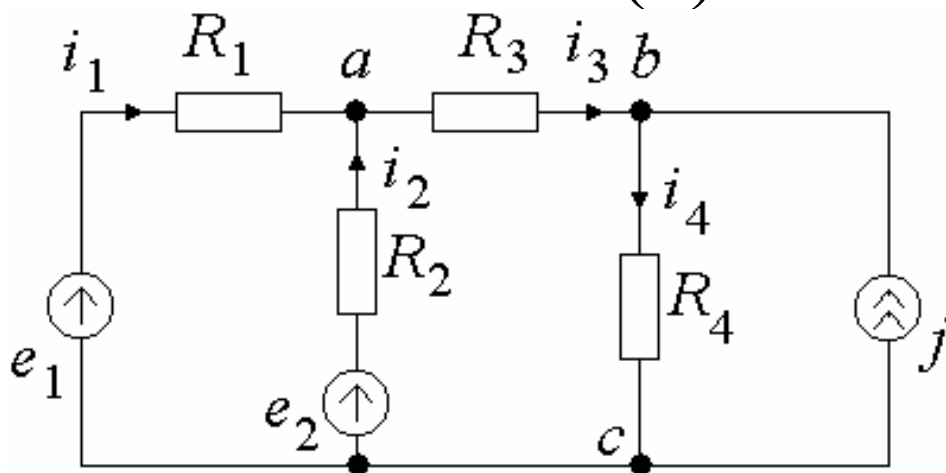 i₁ R₁ a R₃ i₃ b
i₂ i₄
R₂ R₄
e₁ e₂ c j